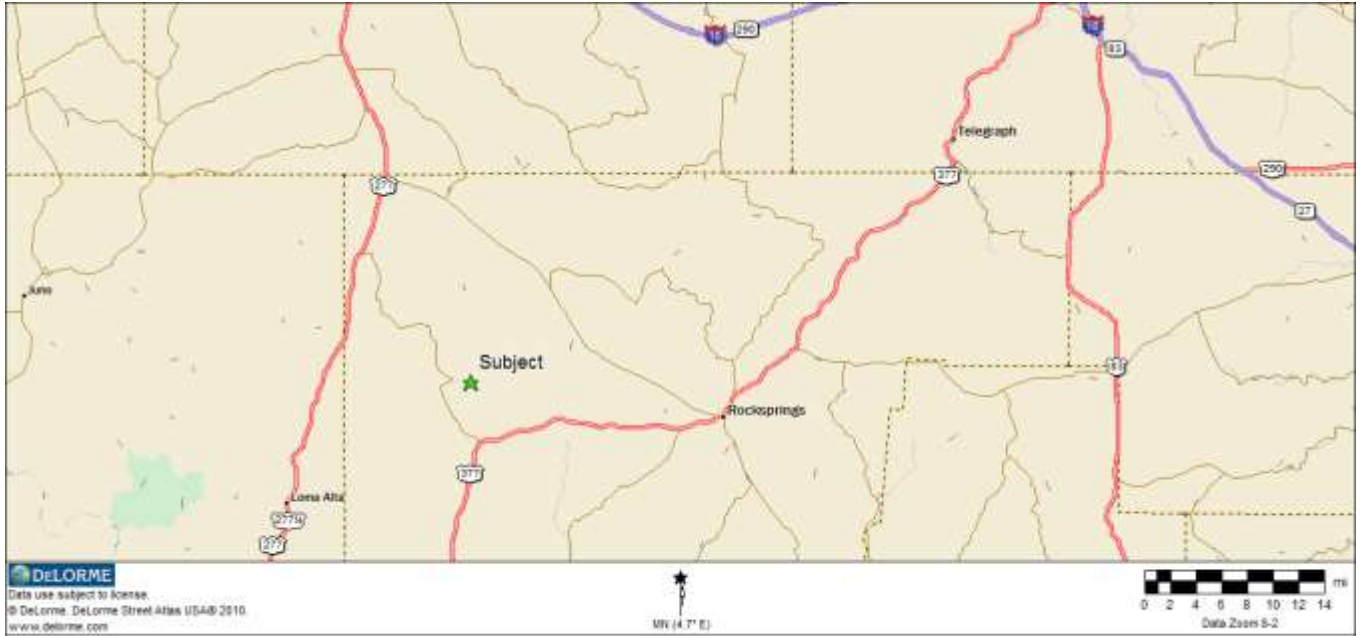 290
83
Telegraph
277
377
290
27
Juno
Subject
83
Rocksprings
377
Loma Alta
277N
277
DELORME
Data use subject to license.
© DeLorme. DeLorme Street Atlas USA® 2010.
www.delorme.com
MN (4.7° E)
mi
0 2 4 6 8 10 12 14
Data Zoom 8-2